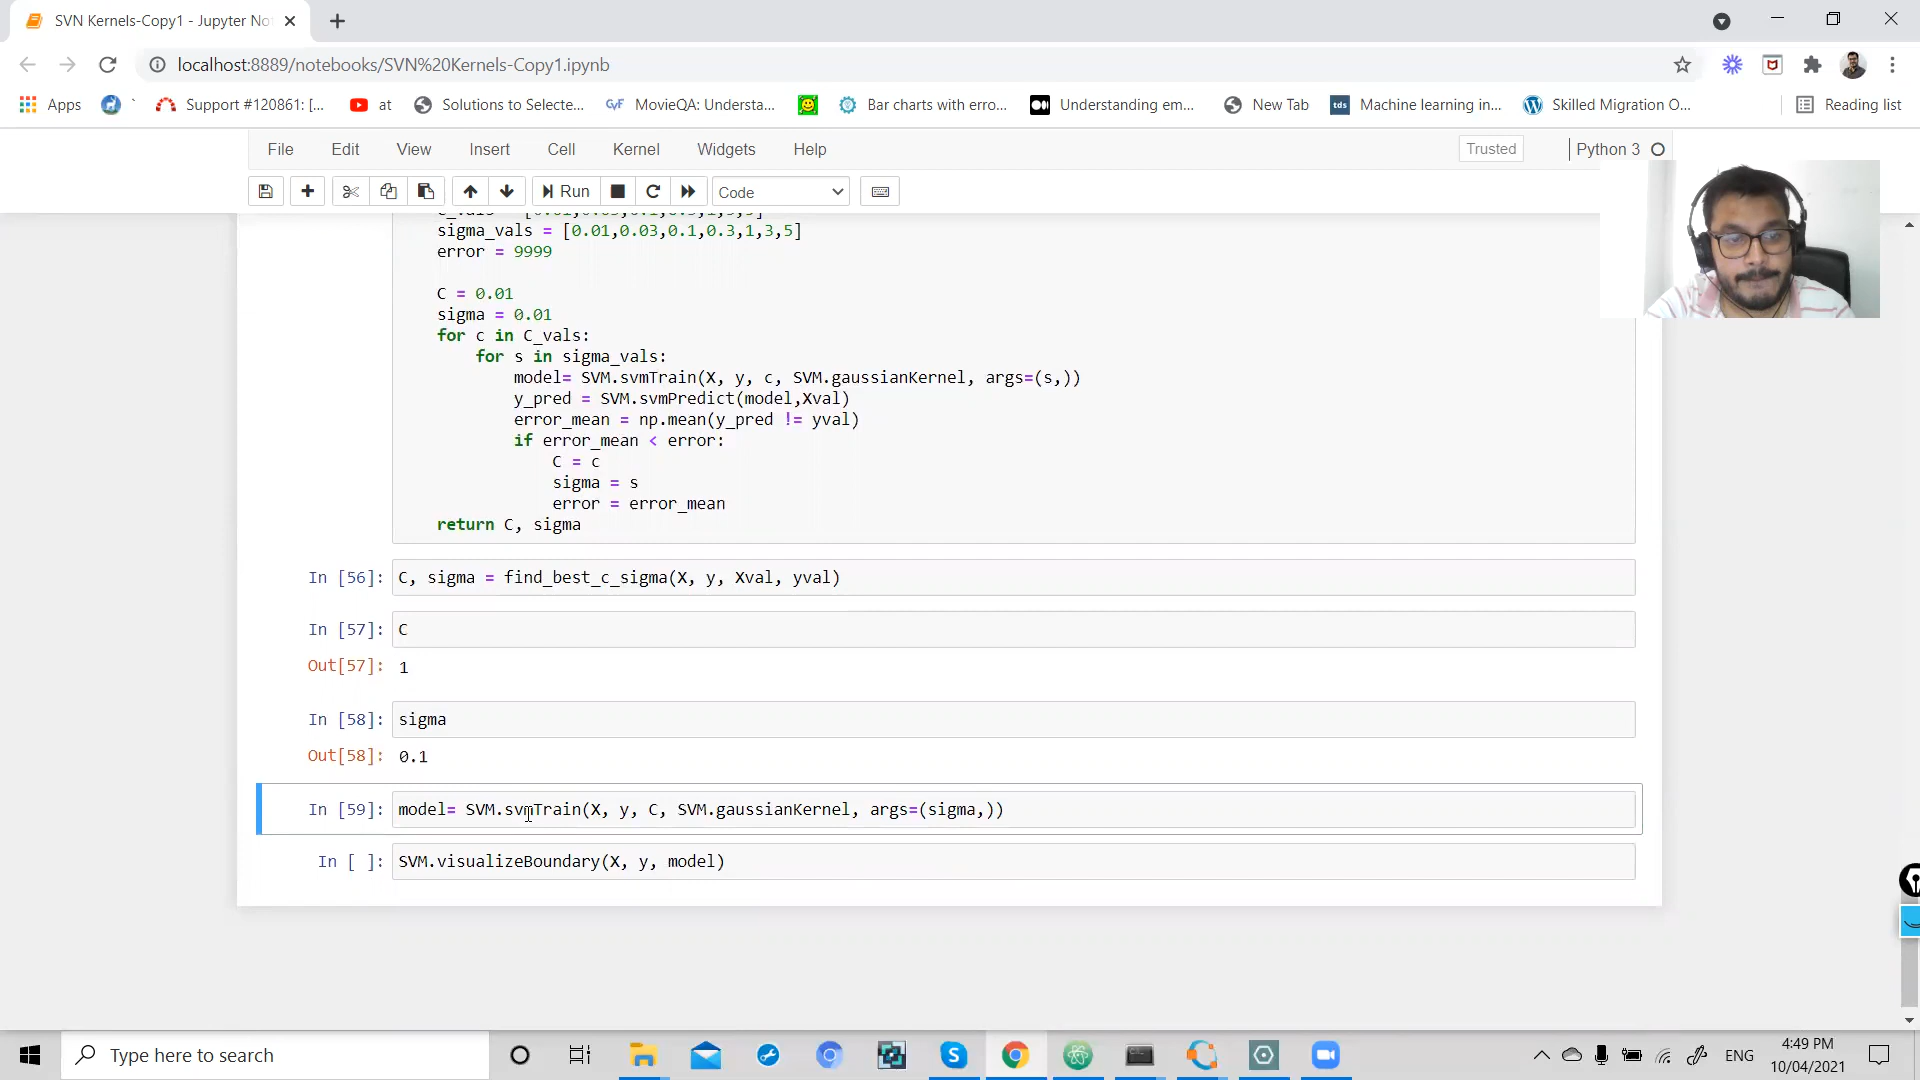 SVN Kernels-Copy1 - Jupyter No
localhost:8889/notebooks/SVN%20Kernels-Copy1.ipynb
Apps
Support #120861: [...
at
Solutions to Selecte...
GYF MovieQA: Understa...
Bar charts with erro...
Understanding em...
New Tab
tds Machine learning in...
Skilled Migration O...
Reading list
File Edit View Insert Cell Kernel Widgets Help
Trusted
Python 3
Run
Code
sigma_vals = [0.01,0.03,0.1,0.3,1,3,5]
error = 9999
C = 0.01
sigma = 0.01
for c in C_vals:
for s in sigma_vals:
model= SVM.svmTrain(X, y, c, SVM.gaussianKernel, args=(s,))
y_pred = SVM.svmPredict(model,Xval)
error_mean = np.mean(y_pred != yval)
if error_mean < error:
C = c
sigma = s
error = error_mean
return C, sigma
In [56]: C, sigma = find_best_c_sigma(X, y, Xval, yval)
In [57]: C
Out[57]: 1
In [58]: sigma
Out[58]: 0.1
In [59]: model= SVM.svmTrain(X, y, C, SVM.gaussianKernel, args=(sigma,))
In [ ]: SVM.visualizeBoundary(X, y, model)
Type here to search
ENG
4:49 PM
10/04/2021